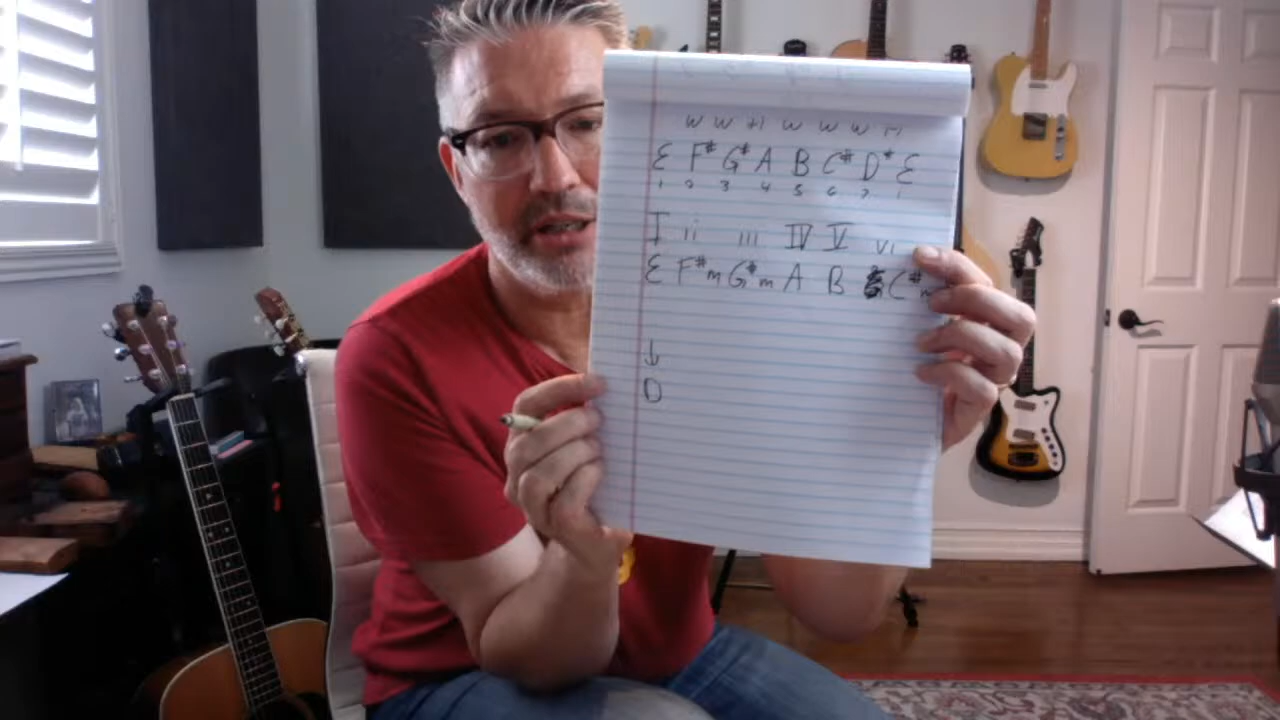 W W H W W W H
E F# G# A B C# D# E
1 2 3 4 5 6 7 1
I ii iii IV V vi
E F#m G#m A B C#m
↓
D